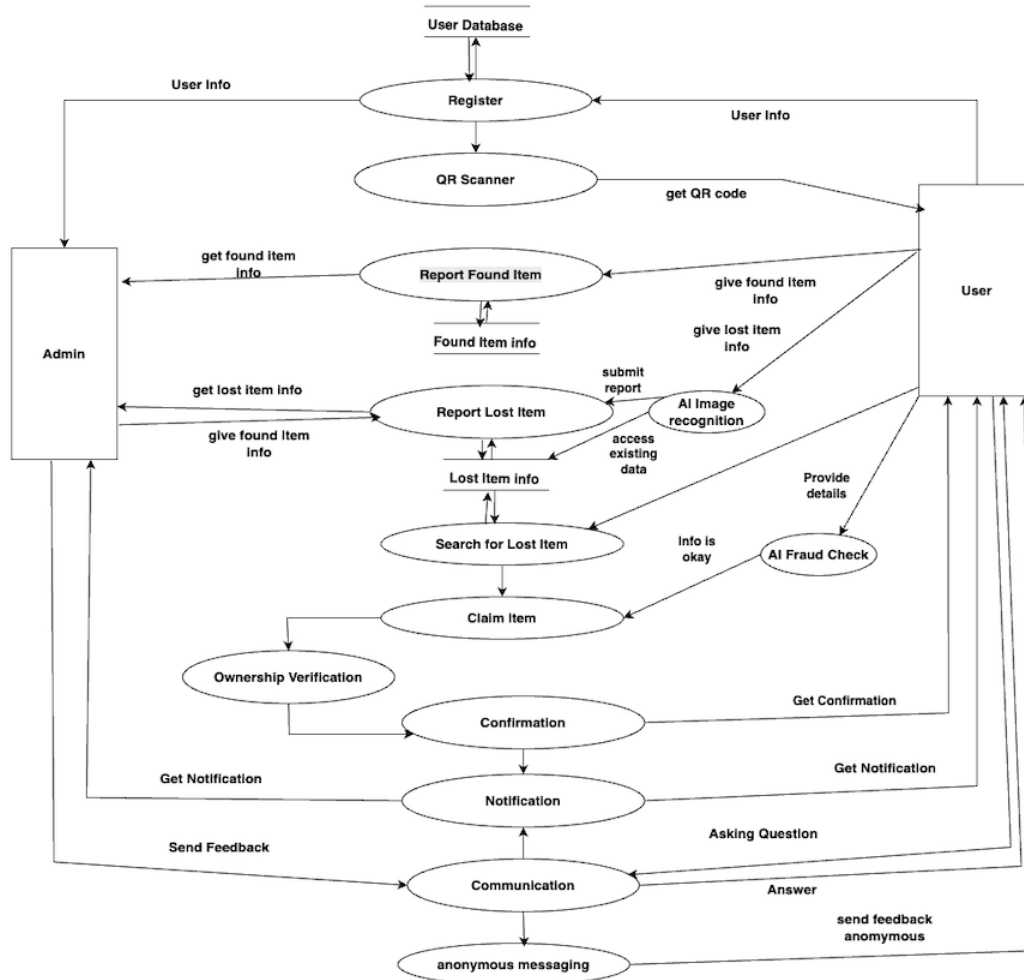 User Database
User Info
Register
User Info
QR Scanner
get QR code
get found item
info
Report Found Item
give found item
info
User
give lost item
info
Found Item info
Admin
submit
report
get lost item info
Report Lost Item
AI Image
recognition
give found item
info
access
existing
data
Lost Item info
Provide
details
Search for Lost Item
Info is
okay
AI Fraud Check
Claim Item
Ownership Verification
Get Confirmation
Confirmation
Get Notification
Get Notification
Notification
Asking Question
Send Feedback
Communication
Answer
send feedback
anomymous
anonymous messaging